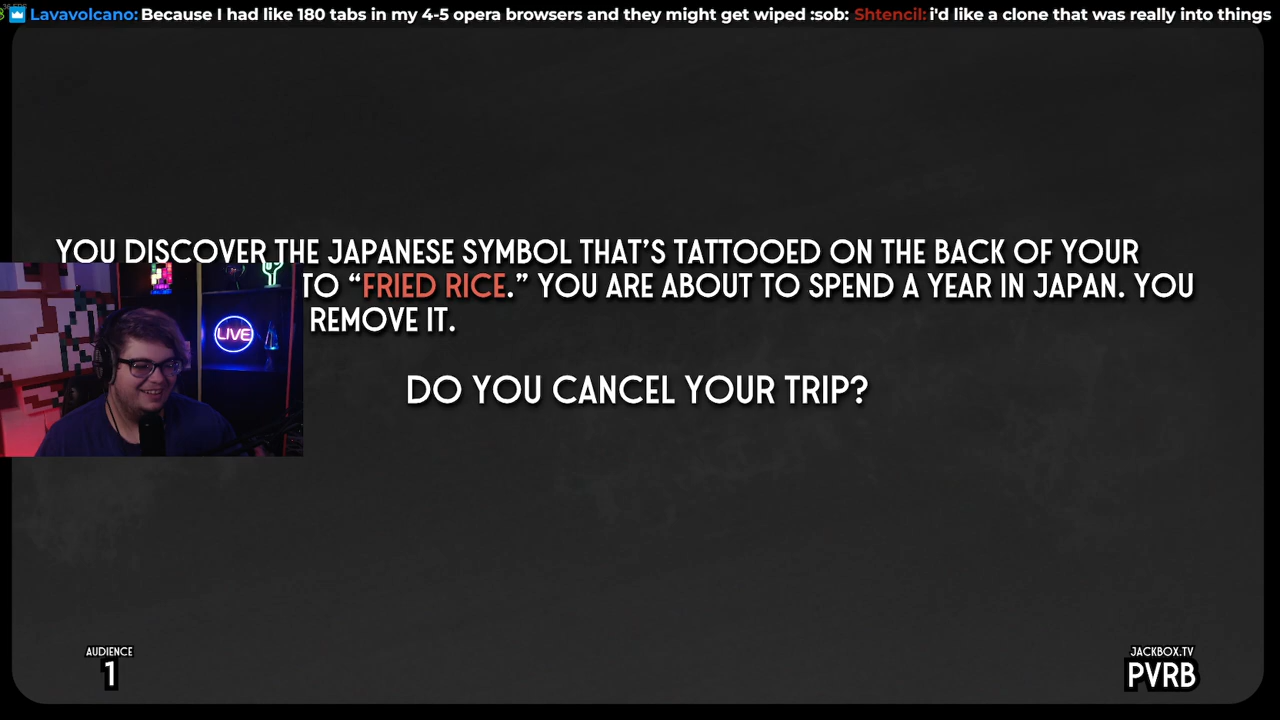 Lavavolcano: Because I had like 180 tabs in my 4-5 opera browsers and they might get wiped :sob: Shtencil: i'd like a clone that was really into things
YOU DISCOVER THE JAPANESE SYMBOL THAT'S TATTOOED ON THE BACK OF YOUR
TO “FRIED RICE.” YOU ARE ABOUT TO SPEND A YEAR IN JAPAN. YOU
REMOVE IT.
LIVE
DO YOU CANCEL YOUR TRIP?
AUDIENCE
1
JACKBOX.TV
PVRB